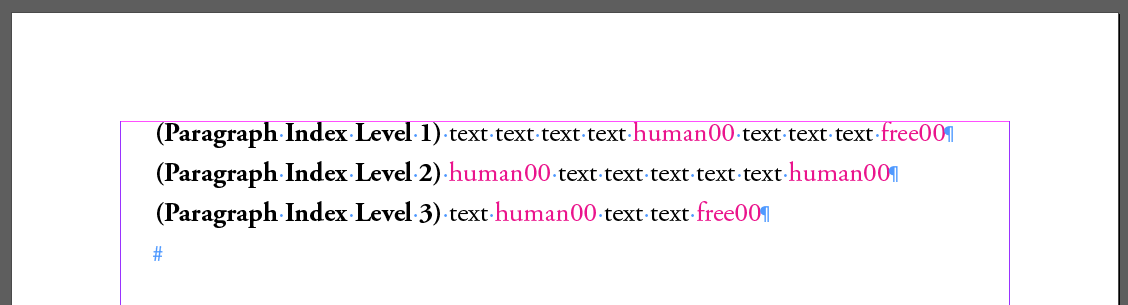 (Paragraph Index Level 1) text text text text human00 text text text free00¶
(Paragraph Index Level 2) human00 text text text text text human00¶
(Paragraph Index Level 3) text human00 text text free00¶
#